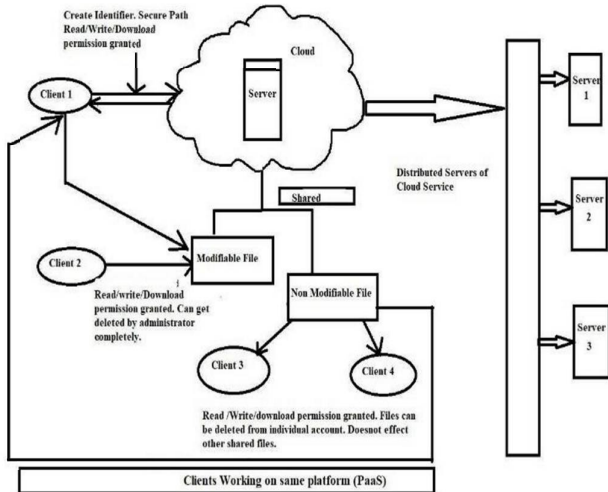 Create Identifier. Secure Path
Read/Write/Download
permission granted
Cloud
Client 1
Server
Server
1
Distributed Servers of
Cloud Service
Shared
Server
2
Modifiable File
Client 2
Read/write/Download
permission granted. Can get
deleted by administrator
completely.
Non Modifiable File
Server
3
Client 3
Client 4
Read /Write/download permission granted. Files can
be deleted from individual account. Doesnot effect
other shared files.
Clients Working on same platform (PaaS)